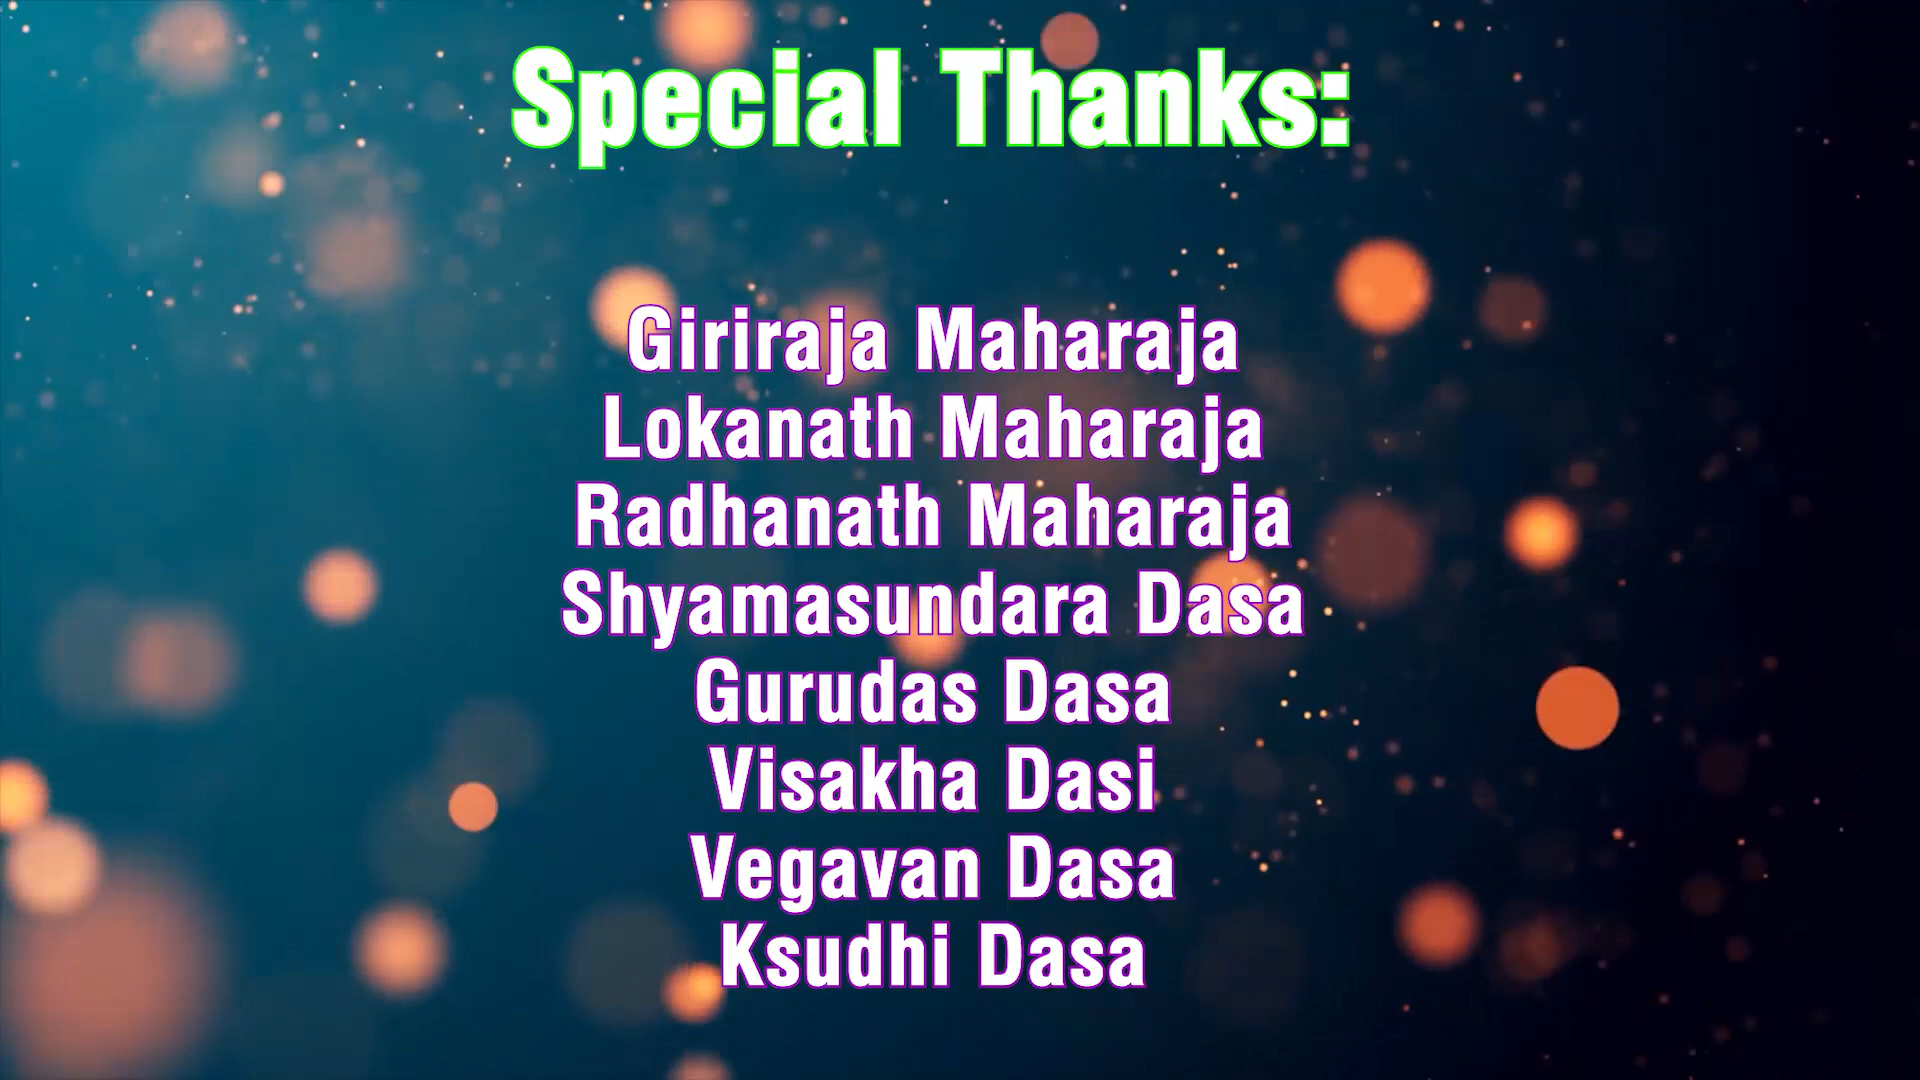 Special Thanks:
Giriraja Maharaja
Lokanath Maharaja
Radhanath Maharaja
Shyamasundara Dasa
Gurudas Dasa
Visakha Dasi
Vegavan Dasa
Ksudhi Dasa